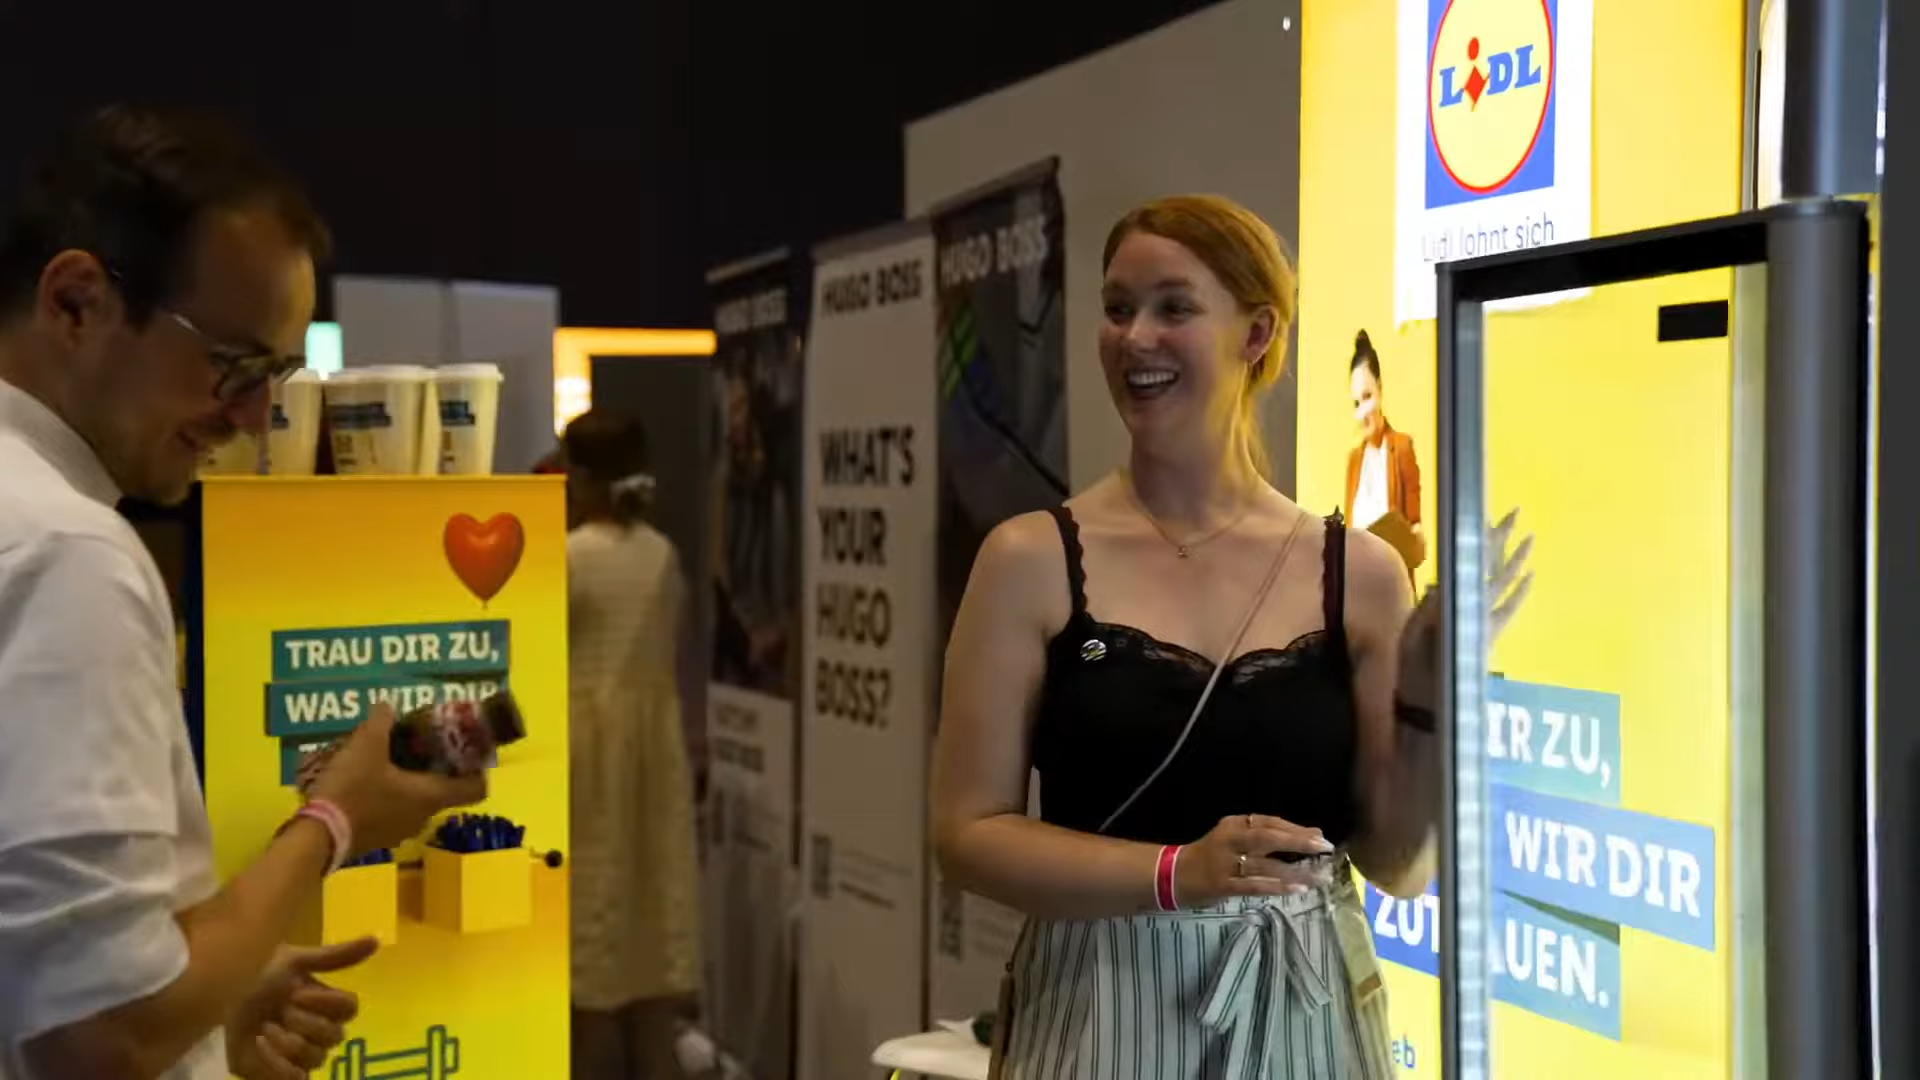 LiDL
Lidl lohnt sich
HUGO BOSS
HUGO BOSS
HUGO BOSS
WHAT'S
YOUR
HUGO
BOSS?
TRAU DIR ZU,
WAS WIR DIR
IR ZU,
WIR DIR
ZUT AUEN.
eb